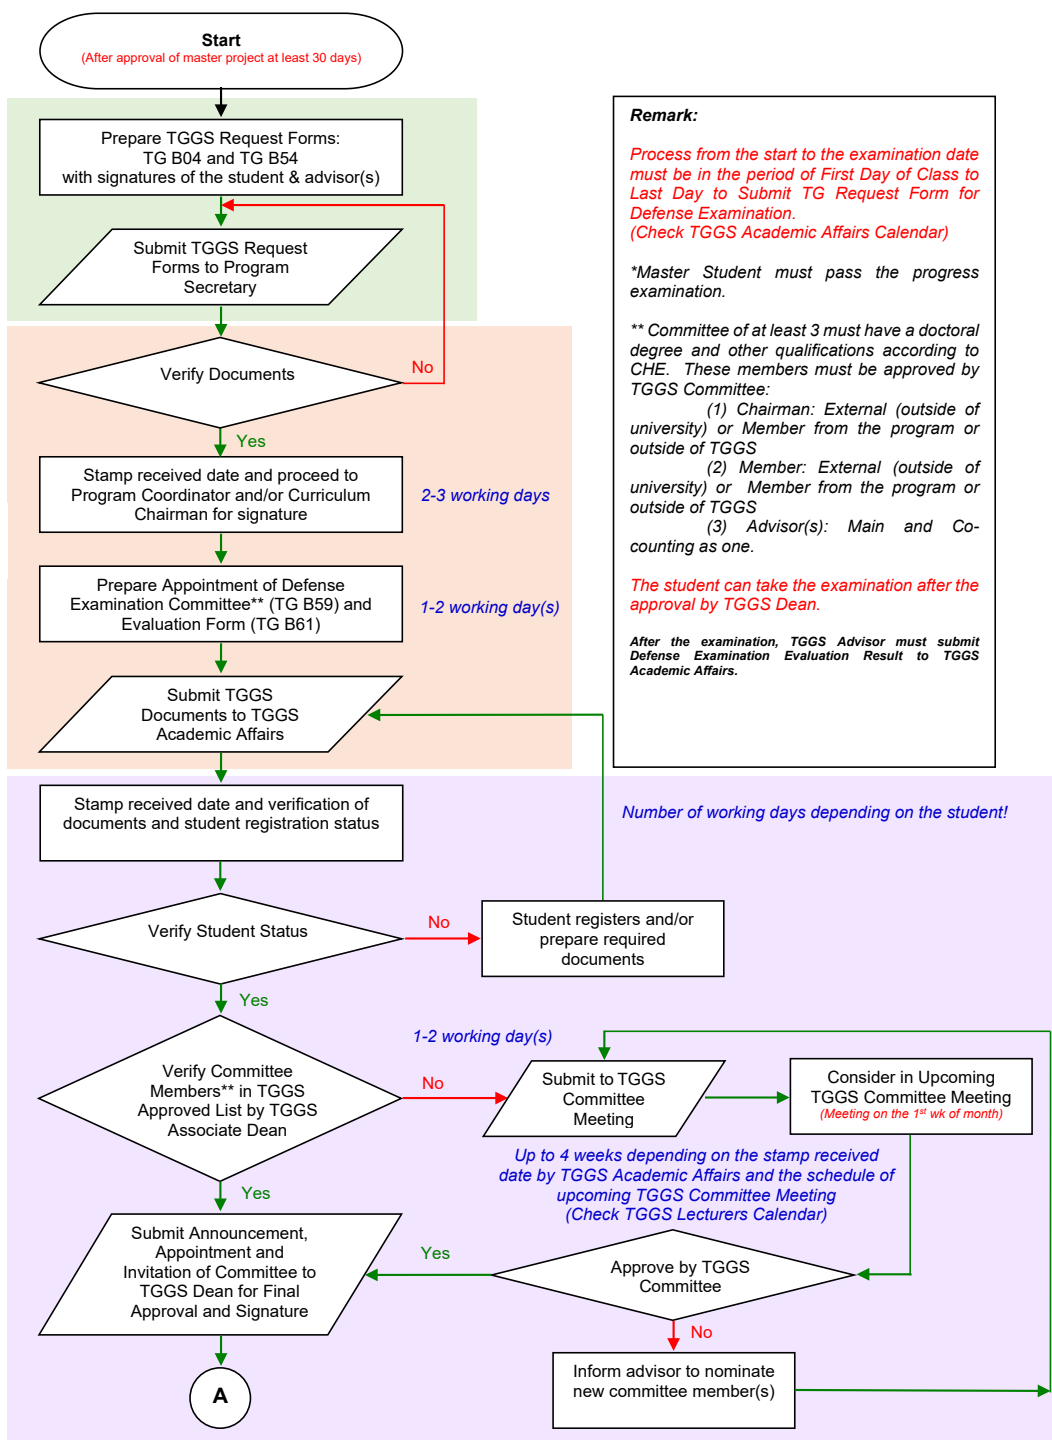 Start
(After approval of master project at least 30 days)
Prepare TGGS Request Forms:
TG B04 and TG B54
with signatures of the student & advisor(s)
Submit TGGS Request
Forms to Program
Secretary
Verify Documents
No
Yes
Stamp received date and proceed to
Program Coordinator and/or Curriculum
Chairman for signature
2-3 working days
Prepare Appointment of Defense
Examination Committee** (TG B59) and
Evaluation Form (TG B61)
1-2 working day(s)
Submit TGGS
Documents to TGGS
Academic Affairs
Remark:
Process from the start to the examination date
must be in the period of First Day of Class to
Last Day to Submit TG Request Form for
Defense Examination.
(Check TGGS Academic Affairs Calendar)
*Master Student must pass the progress
examination.
** Committee of at least 3 must have a doctoral
degree and other qualifications according to
CHE. These members must be approved by
TGGS Committee:
(1) Chairman: External (outside of
university) or Member from the program or
outside of TGGS
(2) Member: External (outside of
university) or Member from the program or
outside of TGGS
(3) Advisor(s): Main and Co-
counting as one.
The student can take the examination after the
approval by TGGS Dean.
After the examination, TGGS Advisor must submit
Defense Examination Evaluation Result to TGGS
Academic Affairs.
Stamp received date and verification of
documents and student registration status
Number of working days depending on the student!
Verify Student Status
No
Student registers and/or
prepare required
documents
Yes
1-2 working day(s)
Verify Committee
Members** in TGGS
Approved List by TGGS
Associate Dean
No
Submit to TGGS
Committee
Meeting
Consider in Upcoming
TGGS Committee Meeting
(Meeting on the 1st wk of month)
Up to 4 weeks depending on the stamp received
date by TGGS Academic Affairs and the schedule of
upcoming TGGS Committee Meeting
(Check TGGS Lecturers Calendar)
Yes
Submit Announcement,
Appointment and
Invitation of Committee to
TGGS Dean for Final
Approval and Signature
Yes
Approve by TGGS
Committee
No
Inform advisor to nominate
new committee member(s)
A